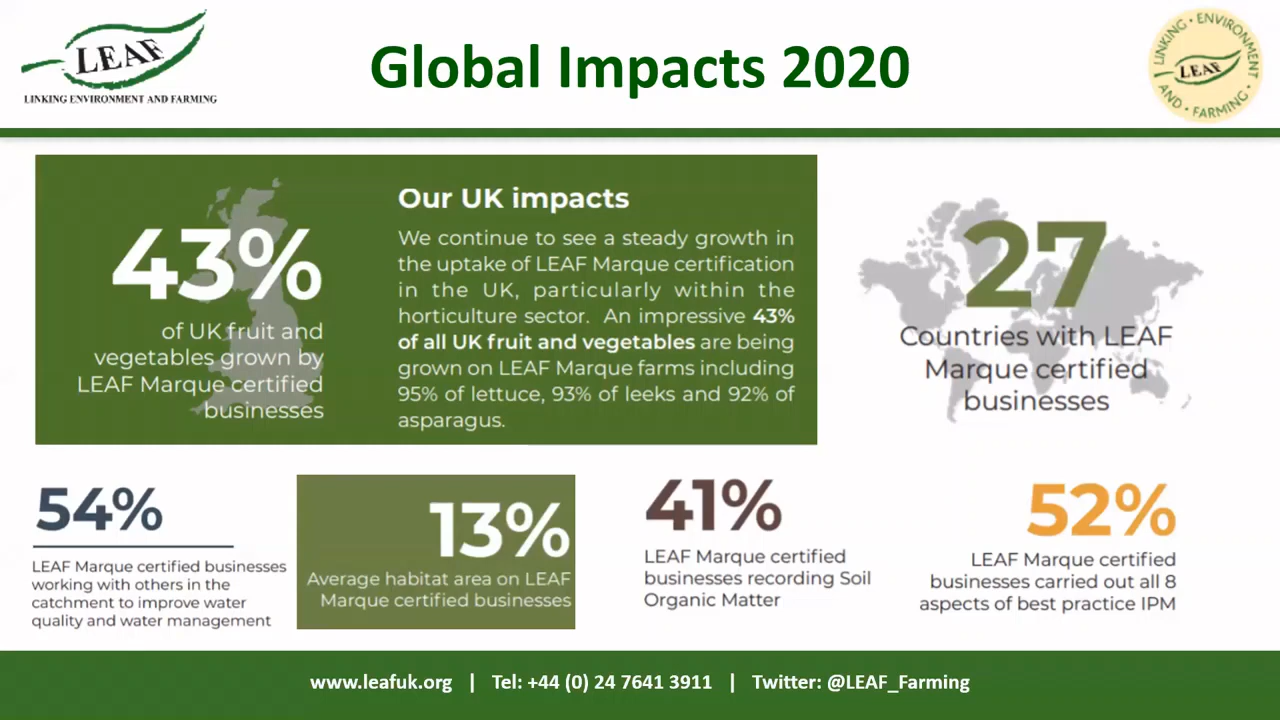 LEAF
LINKING ENVIRONMENT AND FARMING
Global Impacts 2020
LINKING • ENVIRONMENT • AND • FARMING •
LEAF
43%
of UK fruit and
vegetables grown by
LEAF Marque certified
businesses
Our UK impacts
We continue to see a steady growth in
the uptake of LEAF Marque certification
in the UK, particularly within the
horticulture sector. An impressive 43%
of all UK fruit and vegetables are being
grown on LEAF Marque farms including
95% of lettuce, 93% of leeks and 92% of
asparagus.
27
Countries with LEAF
Marque certified
businesses
54%
LEAF Marque certified businesses
working with others in the
catchment to improve water
quality and water management
13%
Average habitat area on LEAF
Marque certified businesses
41%
LEAF Marque certified
businesses recording Soil
Organic Matter
52%
LEAF Marque certified
businesses carried out all 8
aspects of best practice IPM
www.leafuk.org | Tel: +44 (0) 24 7641 3911 | Twitter: @LEAF_Farming